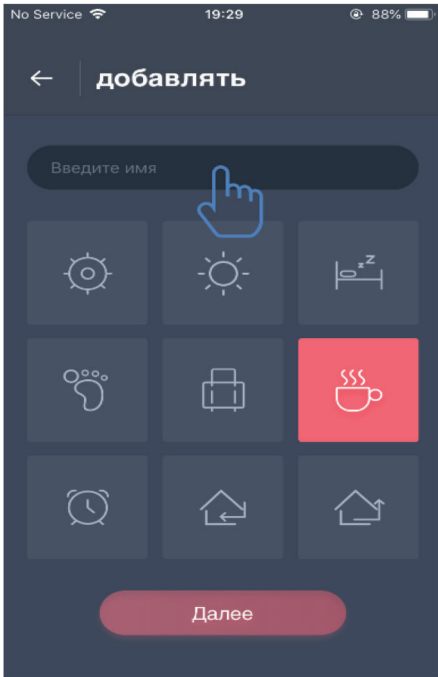 No Service 19:29 88%
добавлять
Введите имя
z z
Далее